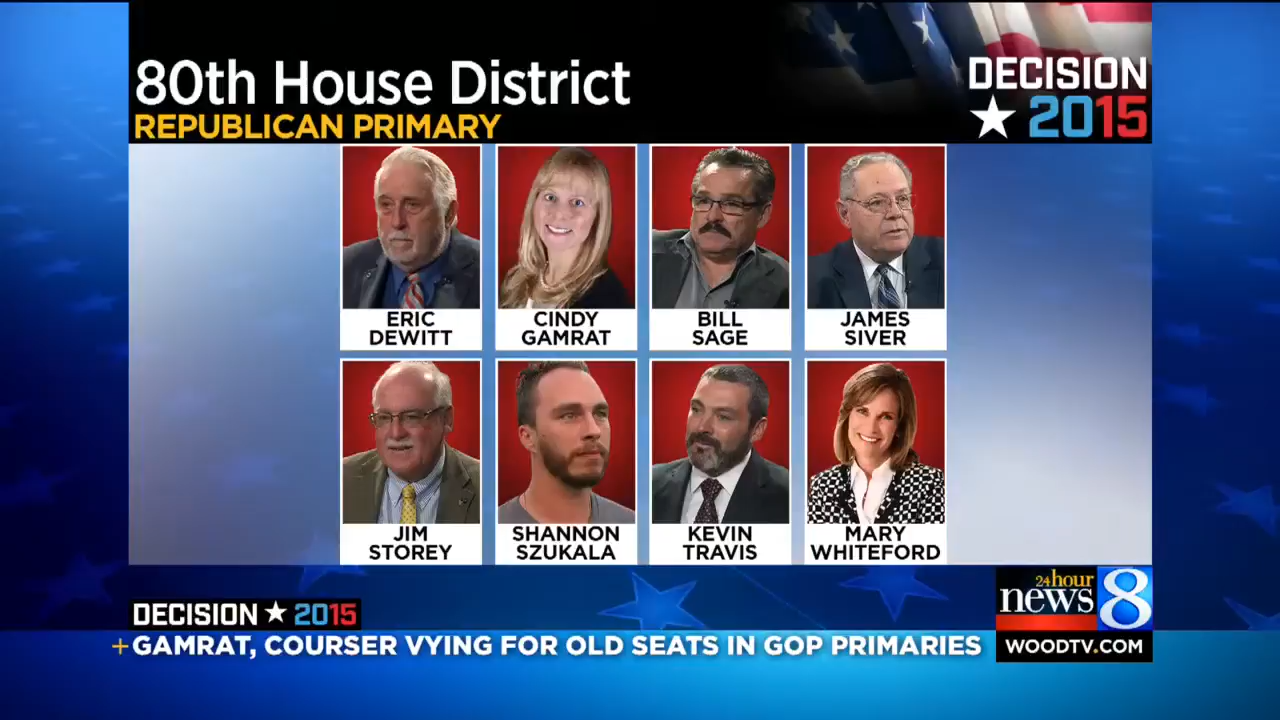 80th House District
REPUBLICAN PRIMARY
DECISION
2015
ERIC
DEWITT
CINDY
GAMRAT
BILL
SAGE
JAMES
SIVER
JIM
STOREY
SHANNON
SZUKALA
KEVIN
TRAVIS
MARY
WHITEFORD
DECISION 2015
+GAMRAT, COURSER VYING FOR OLD SEATS IN GOP PRIMARIES
24hour
news 8
WOODTV.COM